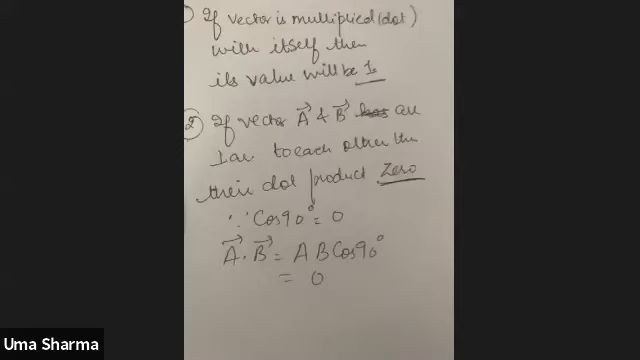 1) If vector is multiplied (dot)
with itself then
its value will be 1.
2) If vector A⃗ & B⃗ are
⊥ar to each other the
their dot product Zero
∵ Cos90° = 0
A⃗ . B⃗ = A B Cos90°
= 0
Uma Sharma